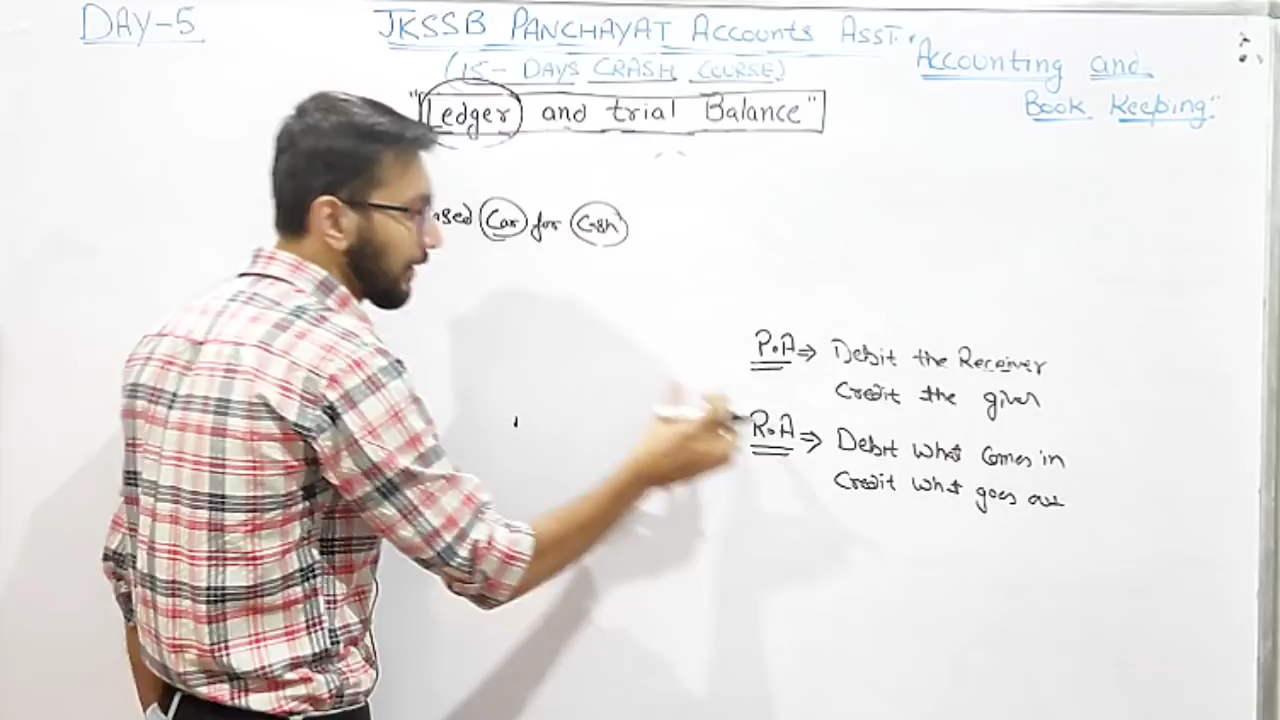 DAY-5
JKSSB PANCHAYAT Accounts ASST.
(15-DAYS CRASH COURSE)
"Accounting and
Book Keeping"
"Ledger and trial Balance"
Car for Cash
P.A ⇒ Debit the Receiver
Credit the giver
R.A ⇒ Debit what comes in
Credit what goes out